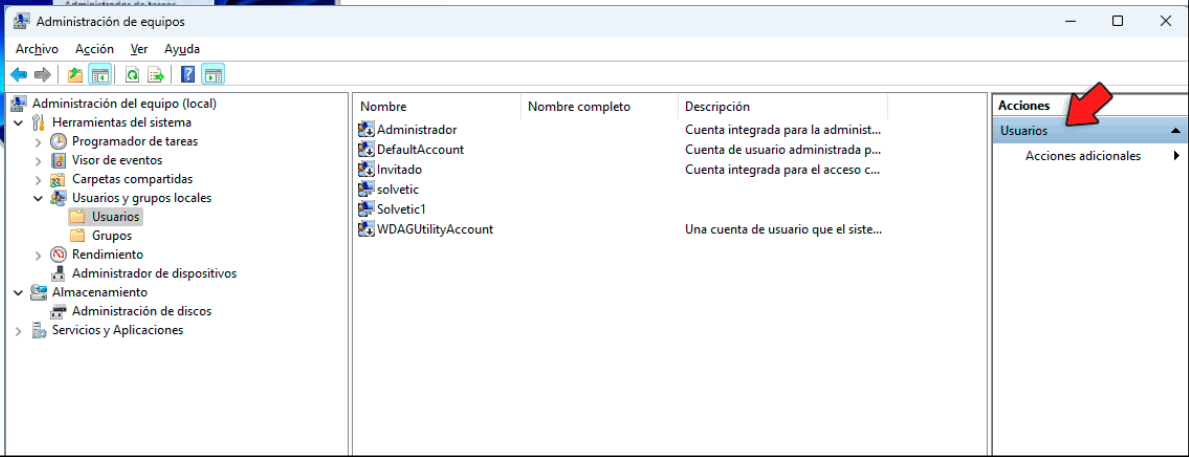 Administrador de tareas
Administración de equipos
Archivo Acción Ver Ayuda
Administración del equipo (local)
Herramientas del sistema
Programador de tareas
Visor de eventos
Carpetas compartidas
Usuarios y grupos locales
Usuarios
Grupos
Rendimiento
Administrador de dispositivos
Almacenamiento
Administración de discos
Servicios y Aplicaciones
Nombre Nombre completo Descripción
Administrador Cuenta integrada para la administ...
DefaultAccount Cuenta de usuario administrada p...
Invitado Cuenta integrada para el acceso c...
solvetic
Solvetic1
WDAGUtilityAccount Una cuenta de usuario que el siste...
Acciones
Usuarios
Acciones adicionales